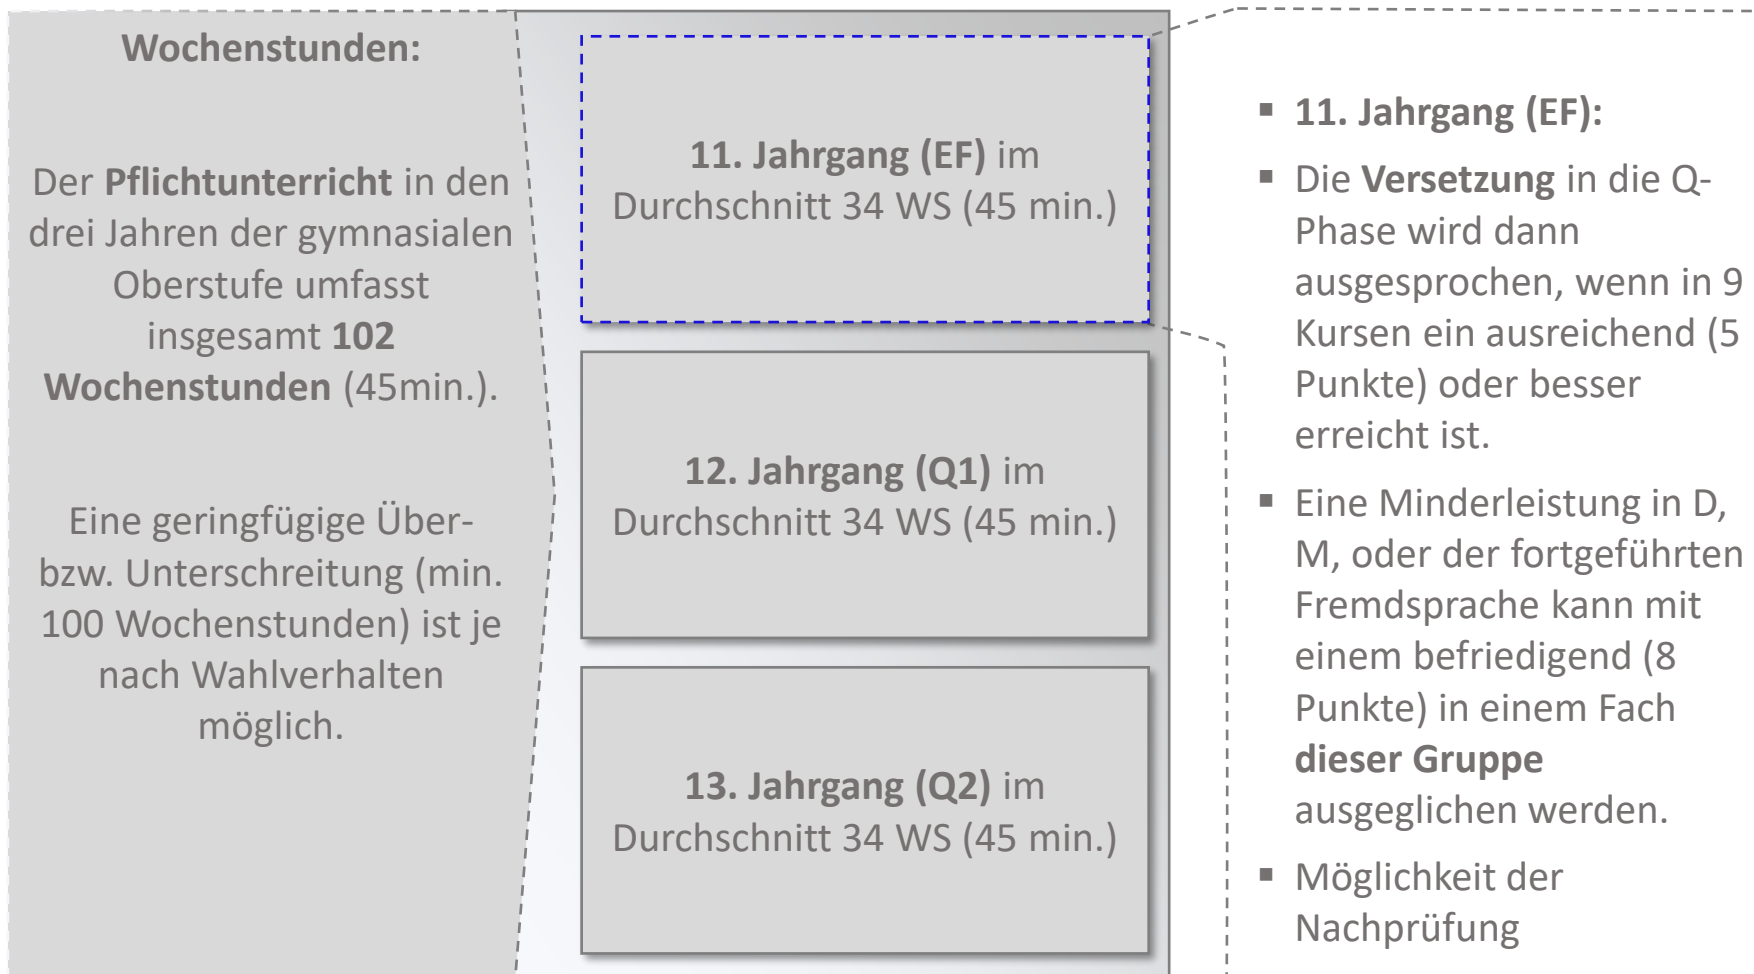 Wochenstunden:
Der Pflichtunterricht in den
drei Jahren der gymnasialen
Oberstufe umfasst
insgesamt 102
Wochenstunden (45min.).
Eine geringfügige Über-
bzw. Unterschreitung (min.
100 Wochenstunden) ist je
nach Wahlverhalten
möglich.
11. Jahrgang (EF) im
Durchschnitt 34 WS (45 min.)
12. Jahrgang (Q1) im
Durchschnitt 34 WS (45 min.)
13. Jahrgang (Q2) im
Durchschnitt 34 WS (45 min.)
▪ 11. Jahrgang (EF):
▪ Die Versetzung in die Q-
Phase wird dann
ausgesprochen, wenn in 9
Kursen ein ausreichend (5
Punkte) oder besser
erreicht ist.
▪ Eine Minderleistung in D,
M, oder der fortgeführten
Fremdsprache kann mit
einem befriedigend (8
Punkte) in einem Fach
dieser Gruppe
ausgeglichen werden.
▪ Möglichkeit der
Nachprüfung